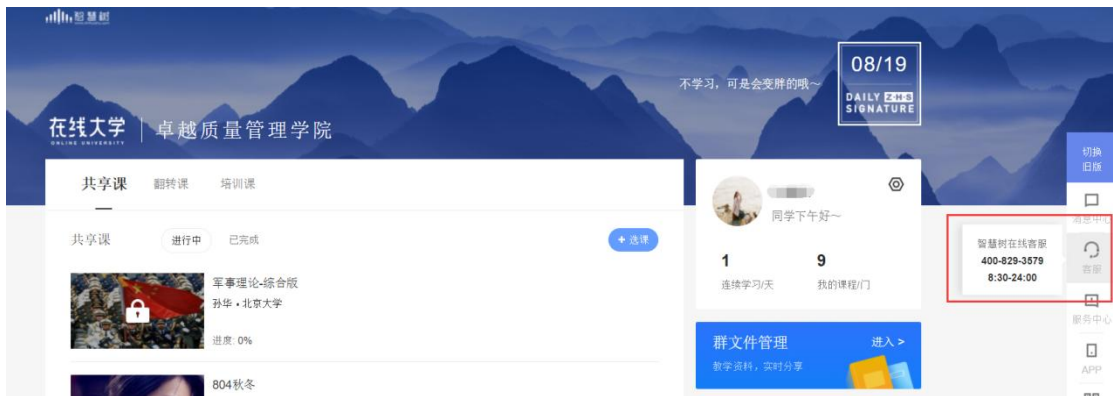 智慧树
不学习，可是会变胖的哦～
08/19
DAILY Z·H·S
SIGNATURE
在线大学
ONLINE UNIVERSITY
卓越质量管理学院
切换
旧版
共享课 翻转课 培训课
同学下午好～
消息中心
共享课 进行中 已完成 + 选课
智慧树在线客服
400-829-3579
8:30-24:00
客服
1 9
连续学习/天 我的课程/门
军事理论-综合版
孙华 • 北京大学
进度: 0%
服务中心
群文件管理 进入 >
教学资料，实时分享
APP
804秋冬